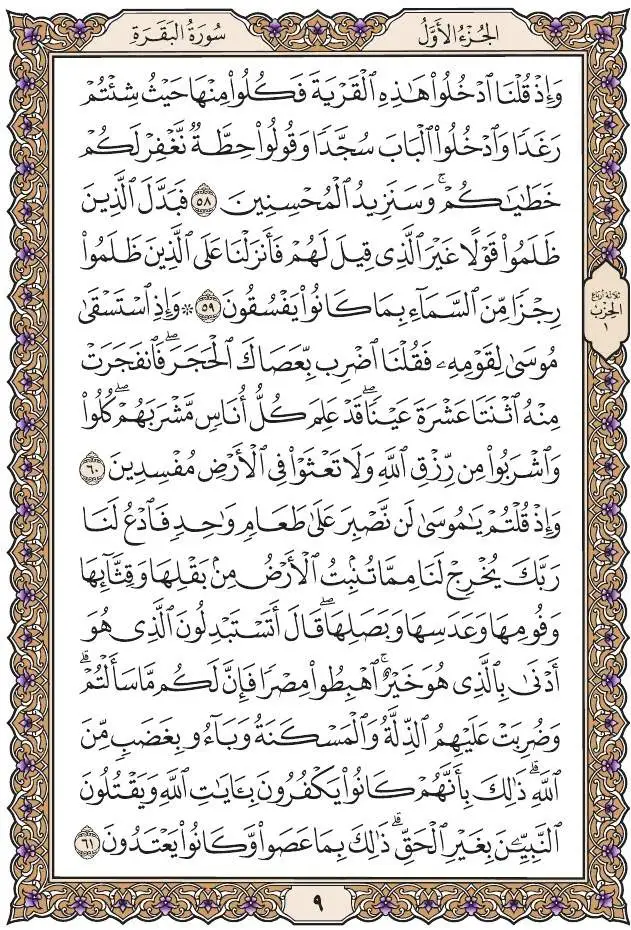 الجُزْءُ الأَوَّلُ
سُورَةُ البَقَرَةِ
وَإِذْ قُلْنَا ٱدْخُلُوا۟ هَـٰذِهِ ٱلْقَرْيَةَ فَكُلُوا۟ مِنْهَا حَيْثُ شِئْتُمْ
رَغَدًا وَٱدْخُلُوا۟ ٱلْبَابَ سُجَّدًا وَقُولُوا۟ حِطَّةٌ نَّغْفِرْ لَكُمْ
خَطَـٰيَـٰكُمْ ۚ وَسَنَزِيدُ ٱلْمُحْسِنِينَ ٥٨ فَبَدَّلَ ٱلَّذِينَ
ظَلَمُوا۟ قَوْلًا غَيْرَ ٱلَّذِى قِيلَ لَهُمْ فَأَنزَلْنَا عَلَى ٱلَّذِينَ ظَلَمُوا۟
رِجْزًا مِّنَ ٱلسَّمَآءِ بِمَا كَانُوا۟ يَفْسُقُونَ ٥٩ ۞ وَإِذِ ٱسْتَسْقَىٰ
مُوسَىٰ لِقَوْمِهِۦ فَقُلْنَا ٱضْرِب بِّعَصَاكَ ٱلْحَجَرَ ۖ فَٱنفَجَرَتْ
مِنْهُ ٱثْنَتَا عَشْرَةَ عَيْنًا ۖ قَدْ عَلِمَ كُلُّ أُنَاسٍ مَّشْرَبَهُمْ ۖ كُلُوا۟
وَٱشْرَبُوا۟ مِن رِّزْقِ ٱللَّهِ وَلَا تَعْثَوْا۟ فِى ٱلْأَرْضِ مُفْسِدِينَ ٦٠
وَإِذْ قُلْتُمْ يَـٰمُوسَىٰ لَن نَّصْبِرَ عَلَىٰ طَعَامٍ وَٰحِدٍ فَٱدْعُ لَنَا
رَبَّكَ يُخْرِجْ لَنَا مِمَّا تُنۢبِتُ ٱلْأَرْضُ مِنۢ بَقْلِهَا وَقِثَّآئِهَا
وَفُومِهَا وَعَدَسِهَا وَبَصَلِهَا ۖ قَالَ أَتَسْتَبْدِلُونَ ٱلَّذِى هُوَ
أَدْنَىٰ بِٱلَّذِى هُوَ خَيْرٌ ۚ ٱهْبِطُوا۟ مِصْرًا فَإِنَّ لَكُم مَّا سَأَلْتُمْ ۗ
وَضُرِبَتْ عَلَيْهِمُ ٱلذِّلَّةُ وَٱلْمَسْكَنَةُ وَبَآءُو بِغَضَبٍ مِّنَ
ٱللَّهِ ۗ ذَٰلِكَ بِأَنَّهُمْ كَانُوا۟ يَكْفُرُونَ بِـَٔايَـٰتِ ٱللَّهِ وَيَقْتُلُونَ
ٱلنَّبِيِّـۧنَ بِغَيْرِ ٱلْحَقِّ ۗ ذَٰلِكَ بِمَا عَصَوا۟ وَّكَانُوا۟ يَعْتَدُونَ ٦١
ثلاثة أرباع
الحزب
١
٩